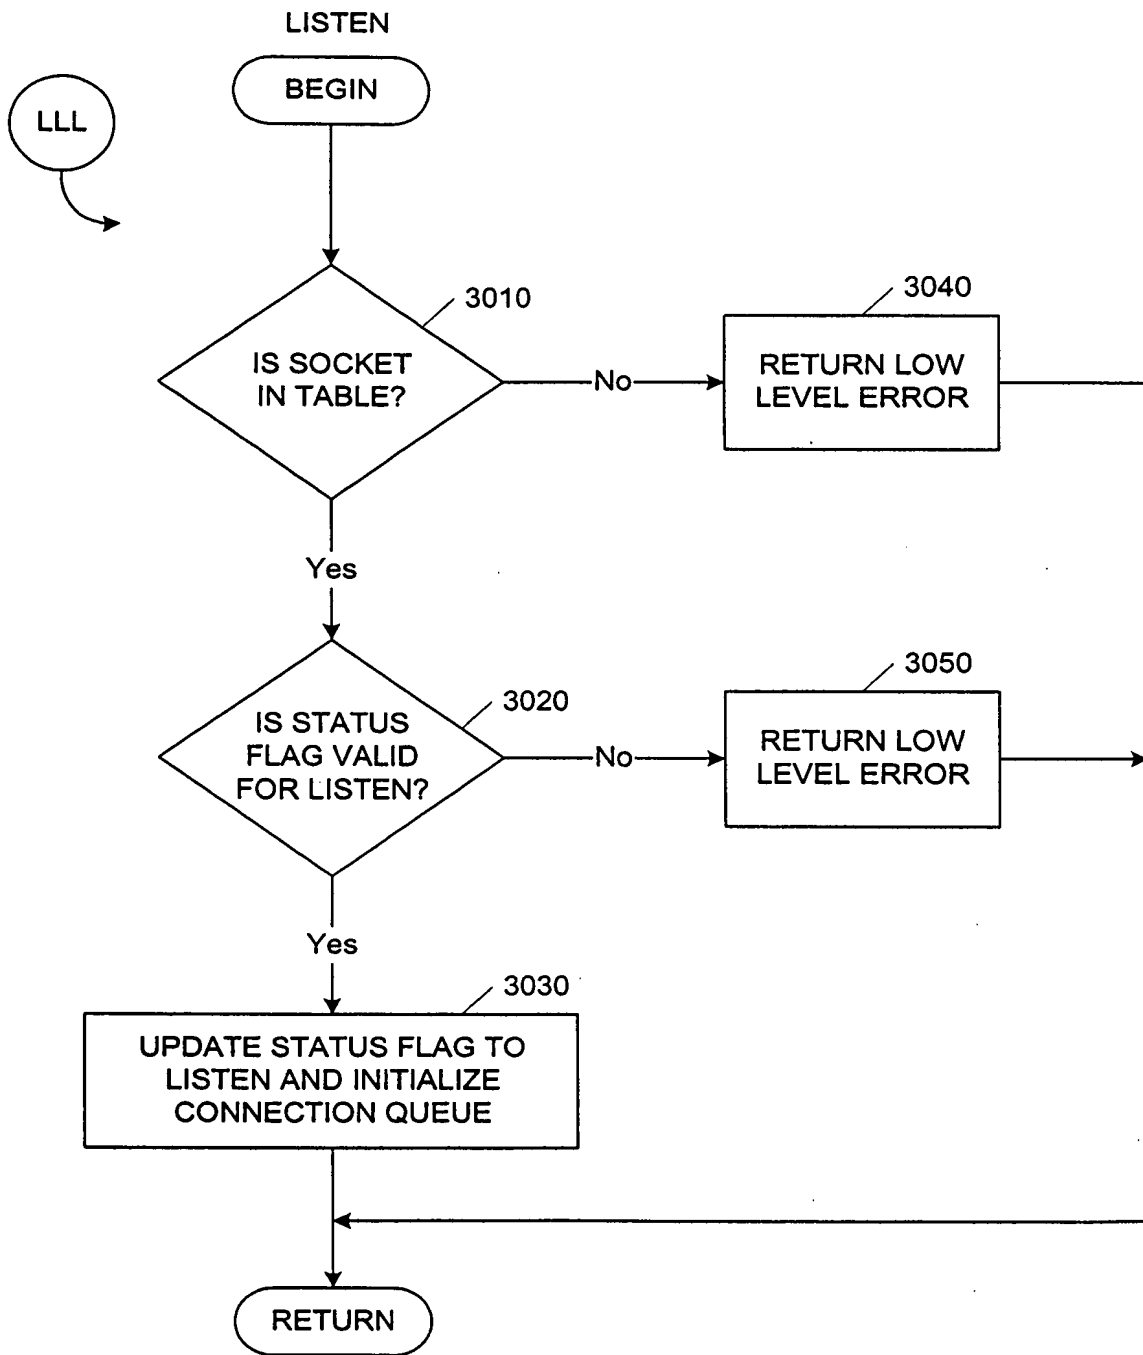 LISTEN
BEGIN
LLL
3010
IS SOCKET
IN TABLE?
No
3040
RETURN LOW
LEVEL ERROR
Yes
3020
IS STATUS
FLAG VALID
FOR LISTEN?
No
3050
RETURN LOW
LEVEL ERROR
Yes
3030
UPDATE STATUS FLAG TO
LISTEN AND INITIALIZE
CONNECTION QUEUE
RETURN